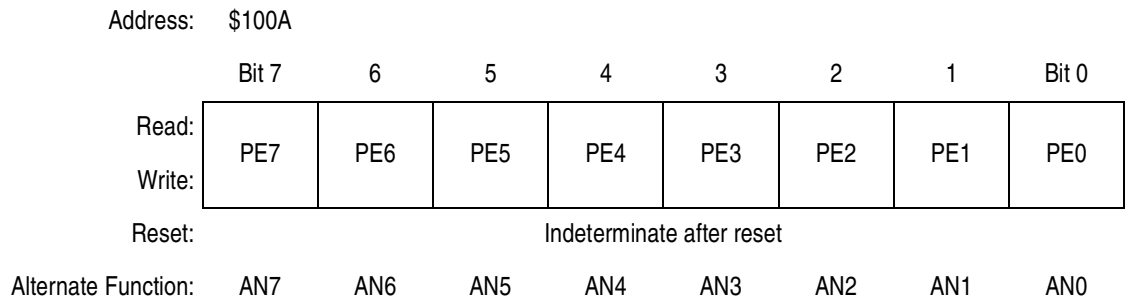 Address: $100A
Bit 7 6 5 4 3 2 1 Bit 0
Read:
PE7 PE6 PE5 PE4 PE3 PE2 PE1 PE0
Write:
Reset: Indeterminate after reset
Alternate Function: AN7 AN6 AN5 AN4 AN3 AN2 AN1 AN0